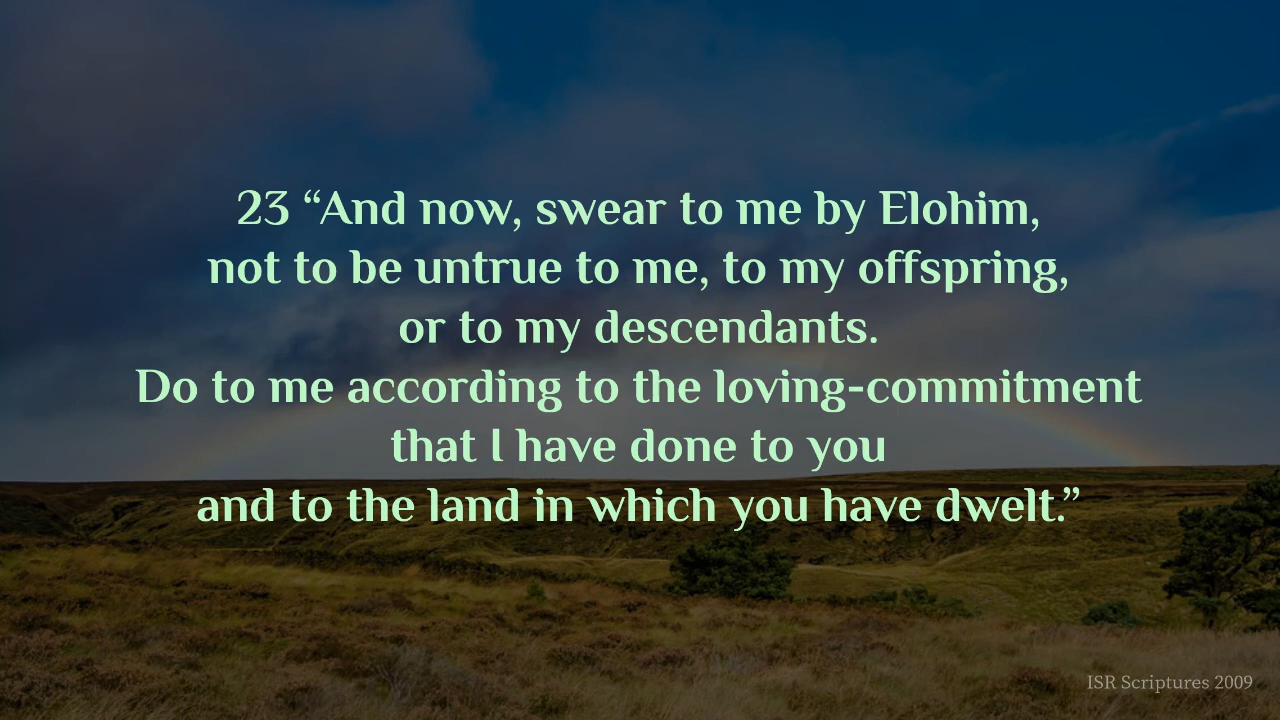 23 “And now, swear to me by Elohim,
not to be untrue to me, to my offspring,
or to my descendants.
Do to me according to the loving-commitment
that I have done to you
and to the land in which you have dwelt.”
ISR Scriptures 2009